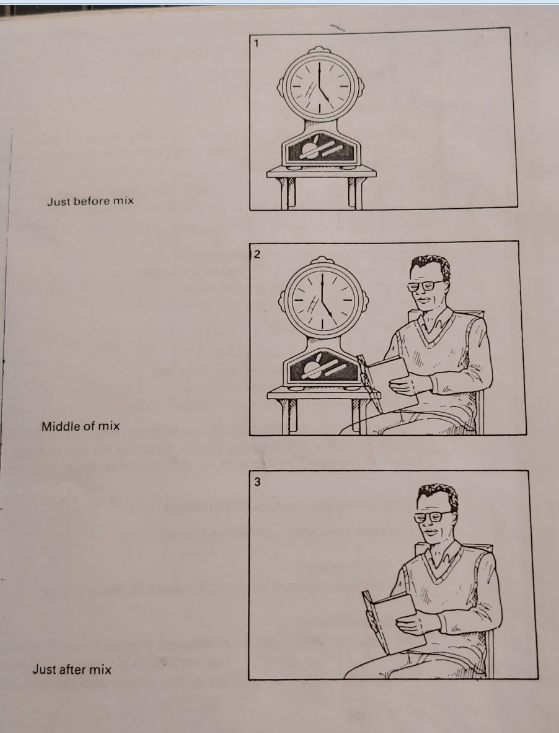 1
Just before mix
2
Middle of mix
3
Just after mix